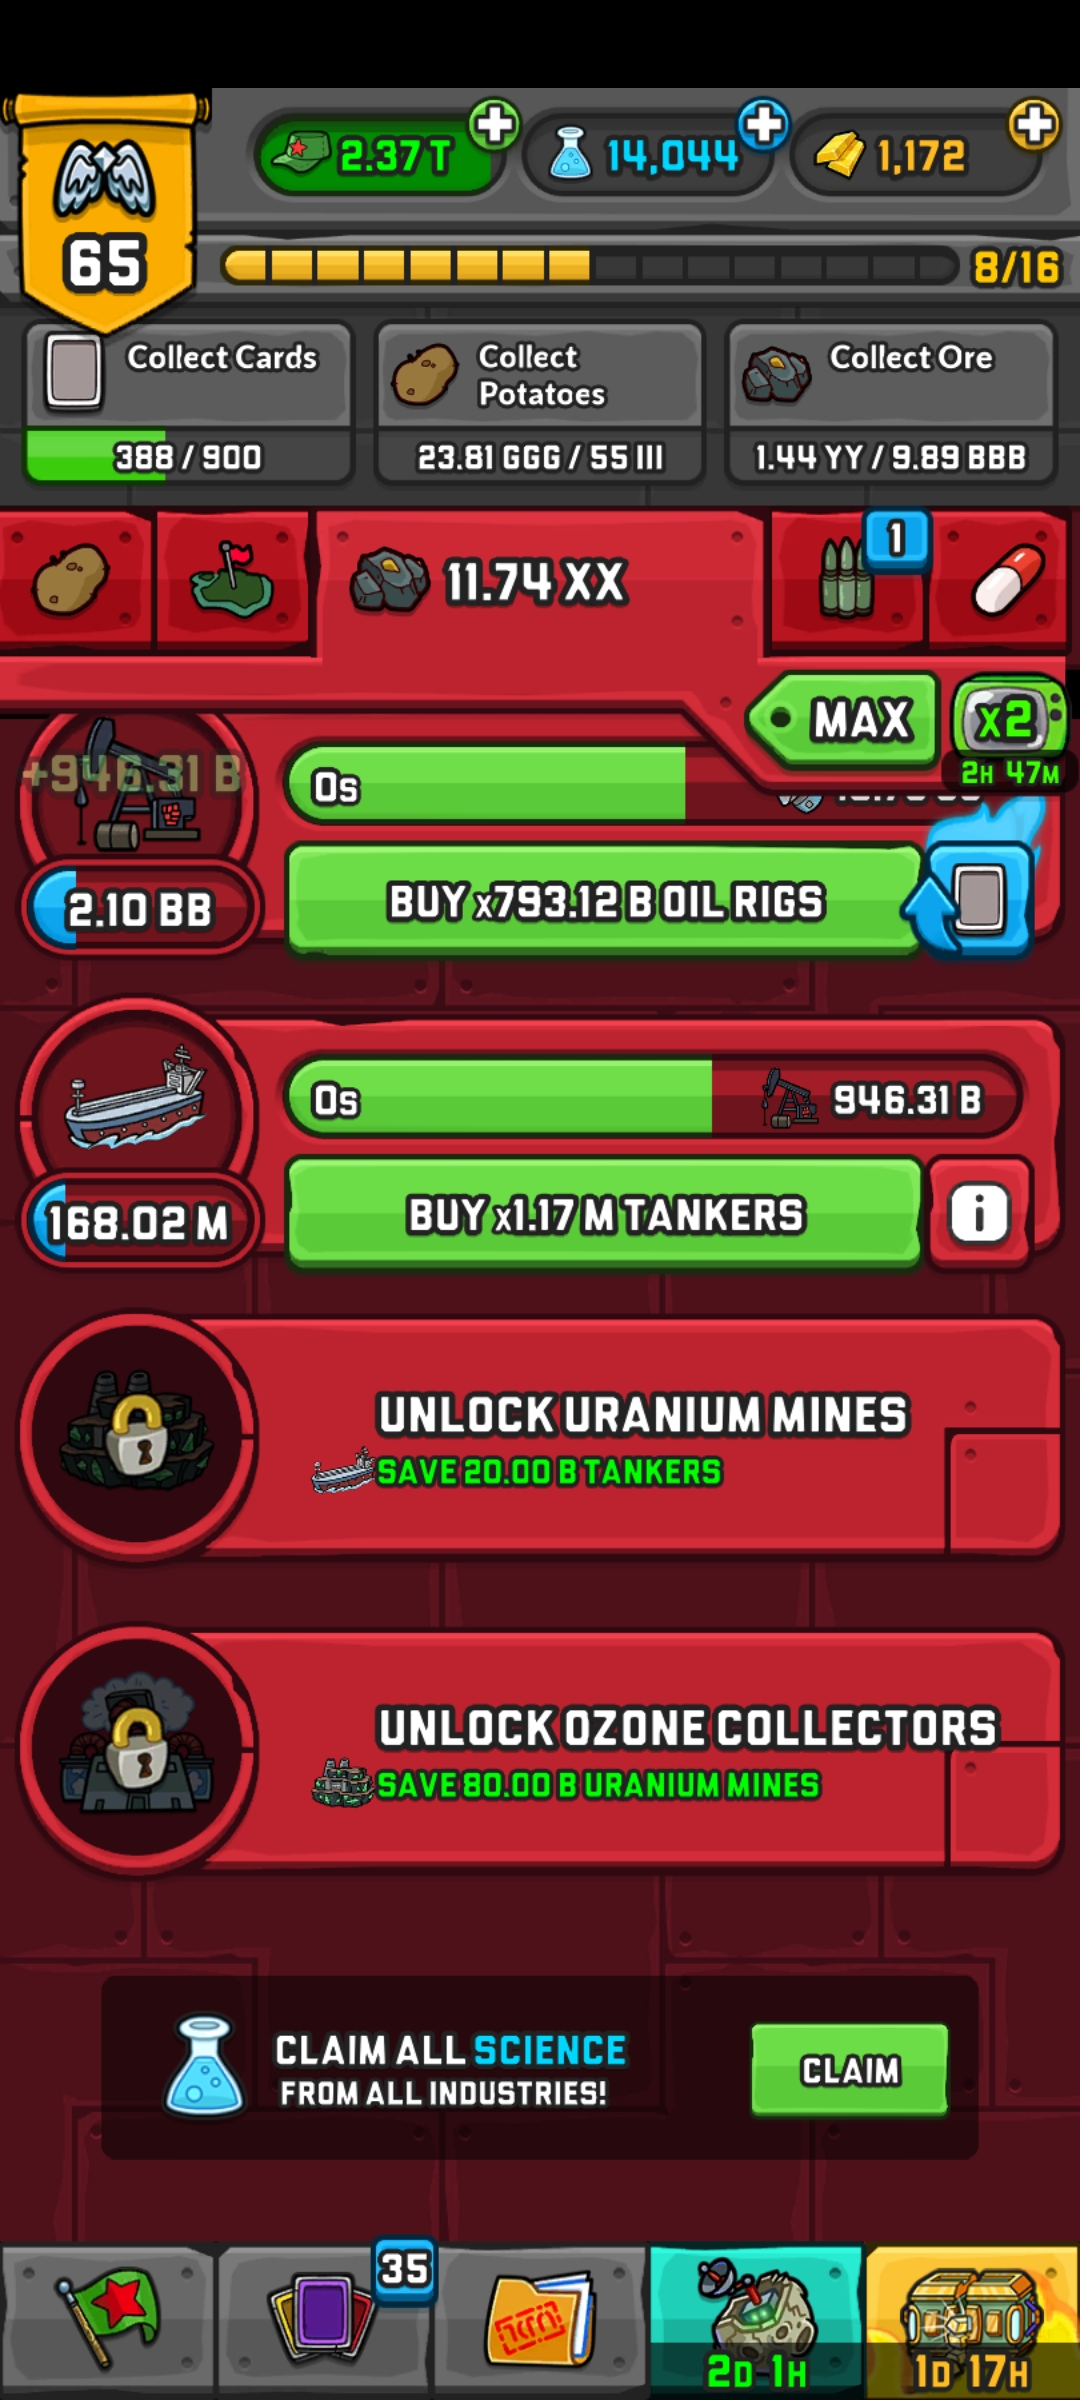 2.37 T
14,044
1,172
65
8/16
Collect Cards
388 / 900
Collect
Potatoes
23.81 GGG / 55 III
Collect Ore
1.44 YY / 9.89 BBB
11.74 XX
1
MAX
x2
2H 47M
+946.31 B
0s
2.10 BB
BUY x793.12 B OIL RIGS
0s
946.31 B
168.02 M
BUY x1.17 M TANKERS
i
UNLOCK URANIUM MINES
SAVE 20.00 B TANKERS
UNLOCK OZONE COLLECTORS
SAVE 80.00 B URANIUM MINES
CLAIM ALL SCIENCE
FROM ALL INDUSTRIES!
CLAIM
35
2D 1H
1D 17H